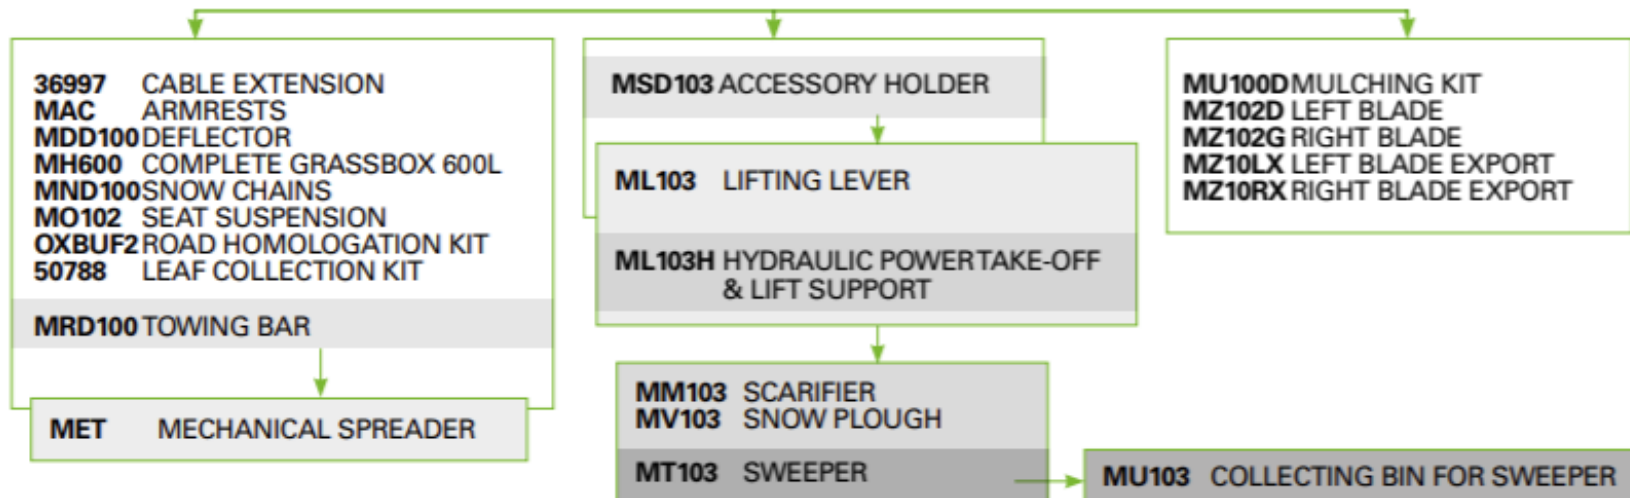 36997 CABLE EXTENSION
MAC ARMRESTS
MDD100 DEFLECTOR
MH600 COMPLETE GRASSBOX 600L
MND100 SNOW CHAINS
MO102 SEAT SUSPENSION
OXBUF2 ROAD HOMOLOGATION KIT
50788 LEAF COLLECTION KIT
MRD100 TOWING BAR
MET MECHANICAL SPREADER
MSD103 ACCESSORY HOLDER
ML103 LIFTING LEVER
ML103H HYDRAULIC POWER TAKE-OFF
& LIFT SUPPORT
MM103 SCARIFIER
MV103 SNOW PLOUGH
MT103 SWEEPER
MU103 COLLECTING BIN FOR SWEEPER
MU100D MULCHING KIT
MZ102D LEFT BLADE
MZ102G RIGHT BLADE
MZ10LX LEFT BLADE EXPORT
MZ10RX RIGHT BLADE EXPORT